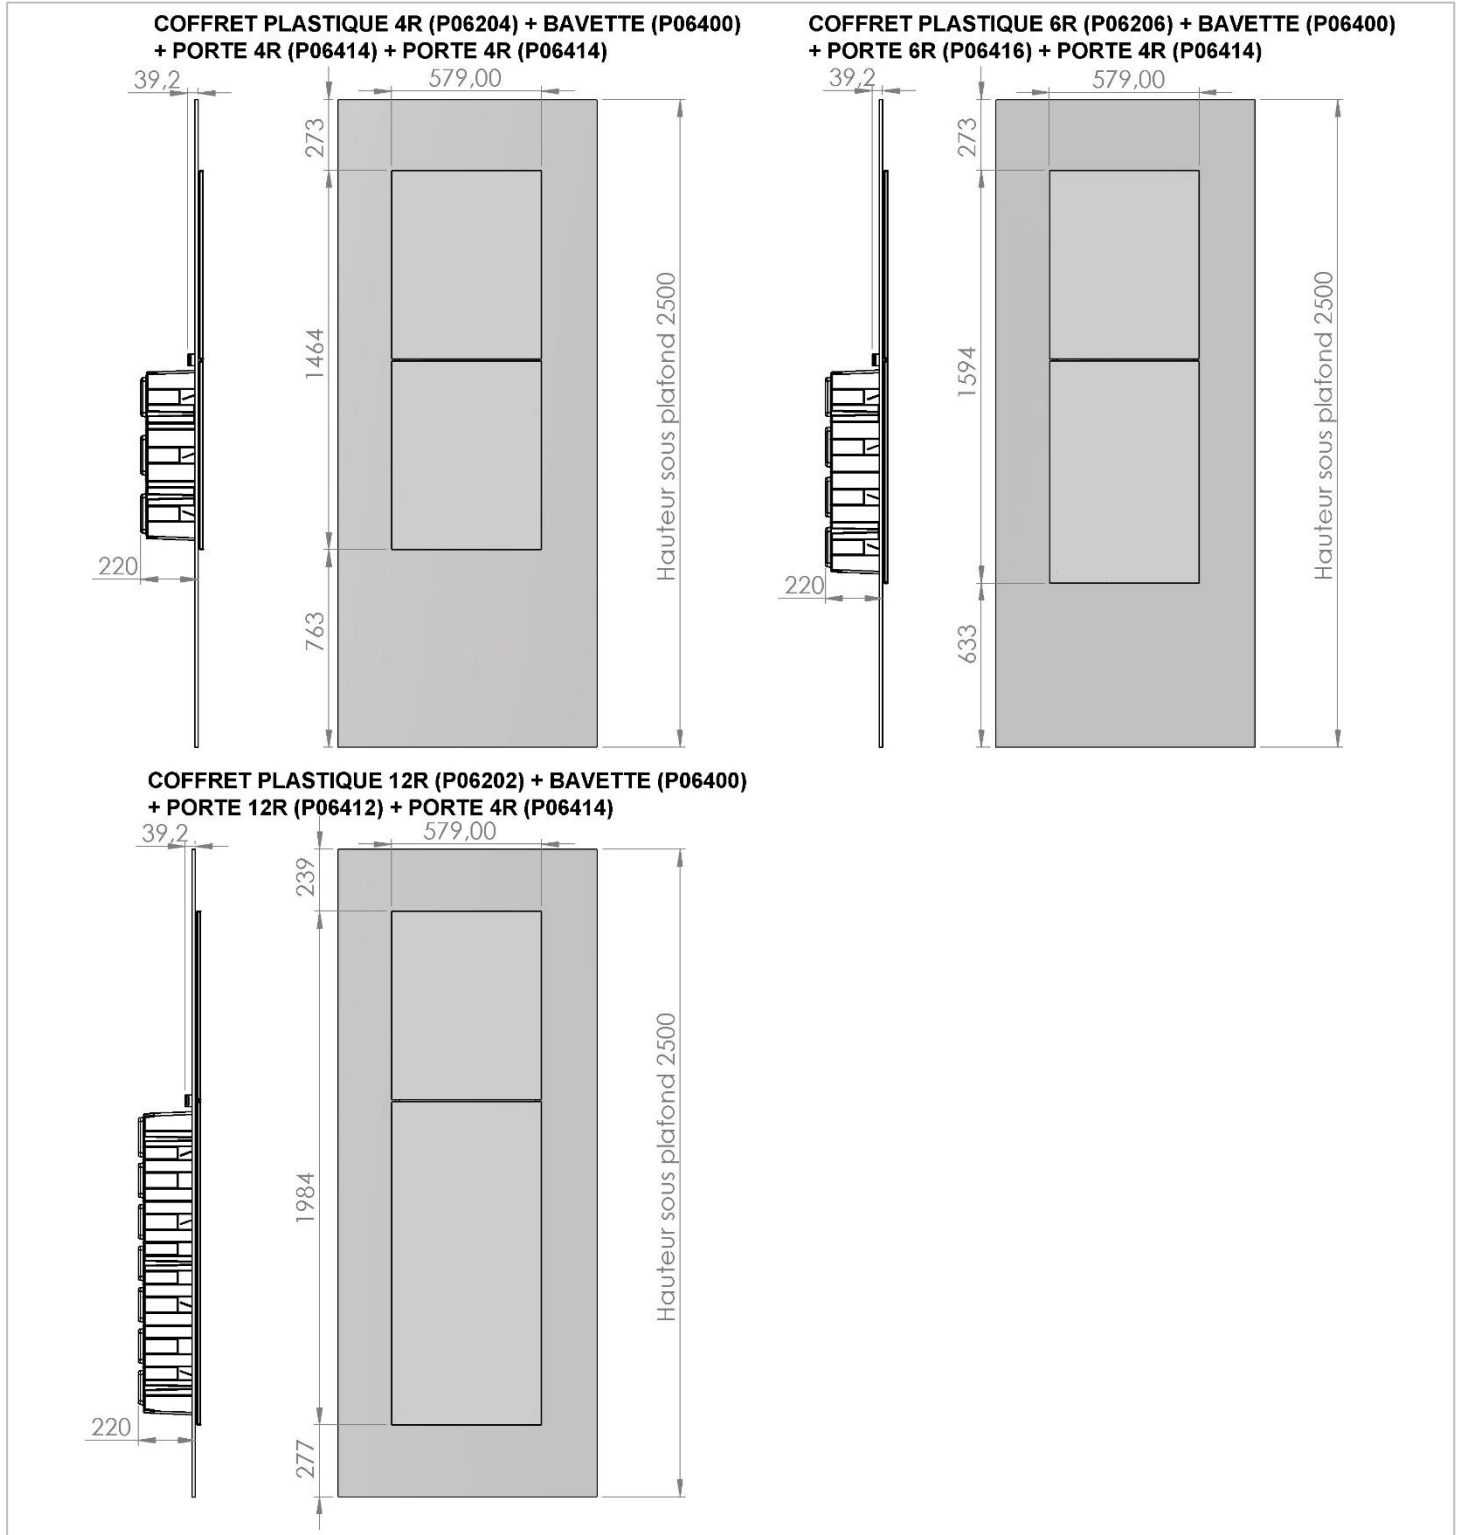 COFFRET PLASTIQUE 4R (P06204) + BAVETTE (P06400)
+ PORTE 4R (P06414) + PORTE 4R (P06414)
39,2
579,00
273
1464
763
220
Hauteur sous plafond 2500
COFFRET PLASTIQUE 6R (P06206) + BAVETTE (P06400)
+ PORTE 6R (P06416) + PORTE 4R (P06414)
39,2
579,00
273
1594
633
220
Hauteur sous plafond 2500
COFFRET PLASTIQUE 12R (P06202) + BAVETTE (P06400)
+ PORTE 12R (P06412) + PORTE 4R (P06414)
39,2
579,00
239
1984
277
220
Hauteur sous plafond 2500